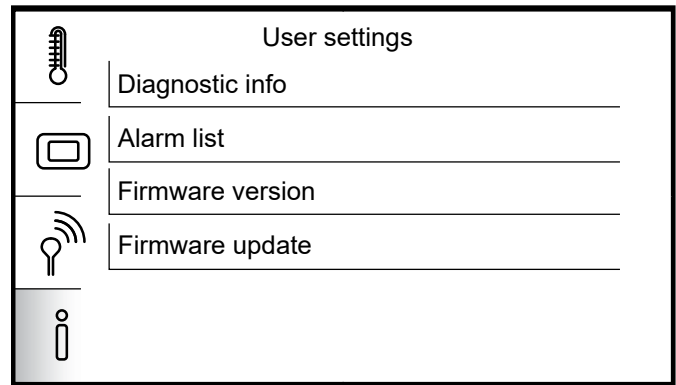 User settings
Diagnostic info
Alarm list
Firmware version
Firmware update